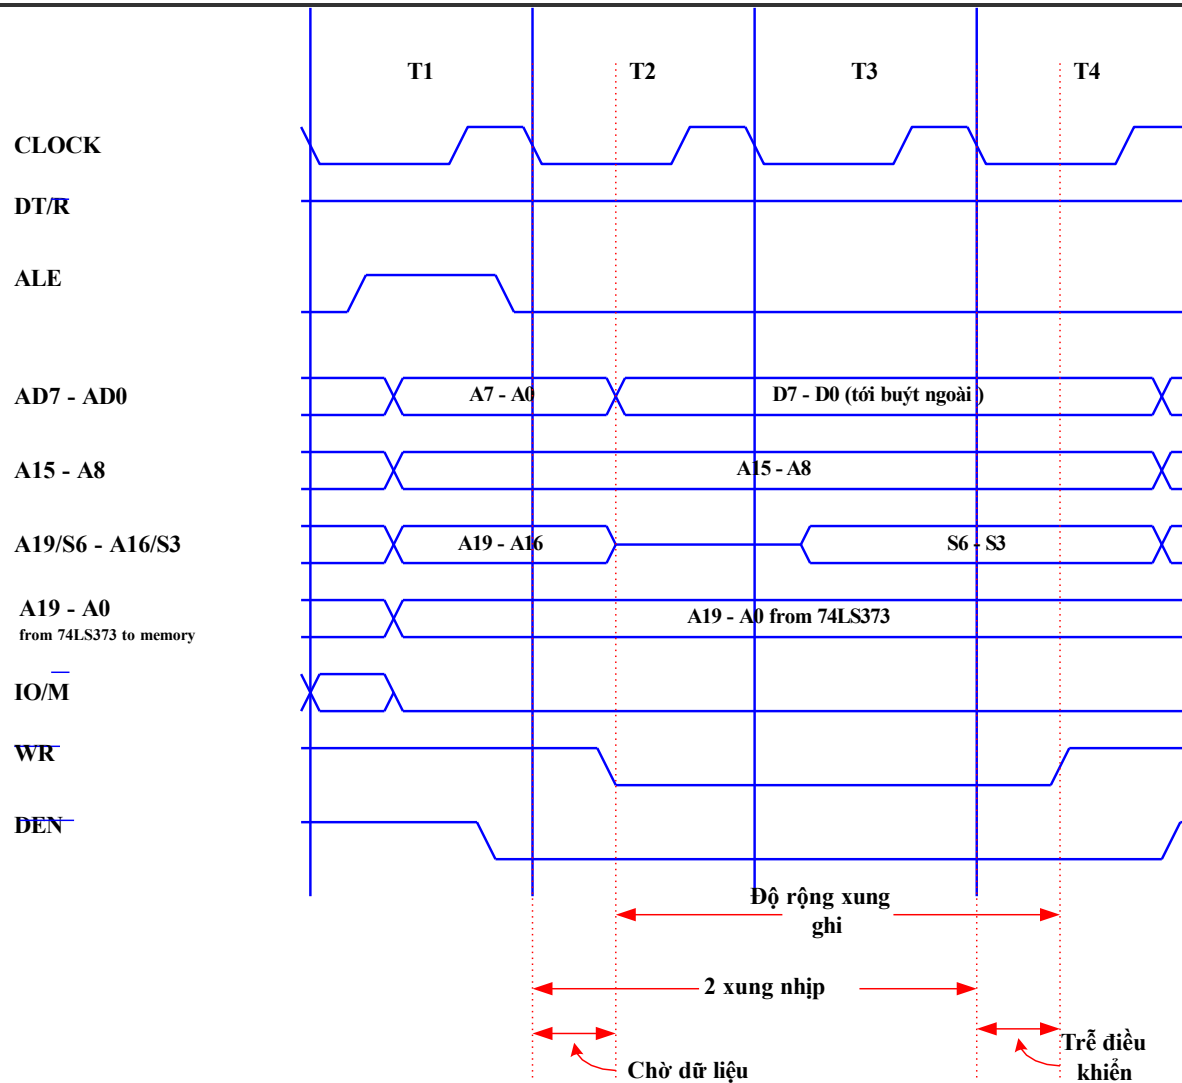 T1 T2 T3 T4
CLOCK
DT/R̅
ALE
AD7 - AD0 A7 - A0 D7 - D0 (tới buýt ngoài )
A15 - A8 A15 - A8
A19/S6 - A16/S3 A19 - A16 S6 - S3
A19 - A0 A19 - A0 from 74LS373
from 74LS373 to memory
IO/M̅
W̅R̅
D̅E̅N̅
Độ rộng xung
ghi
2 xung nhịp
Chờ dữ liệu
Trễ điều
khiển